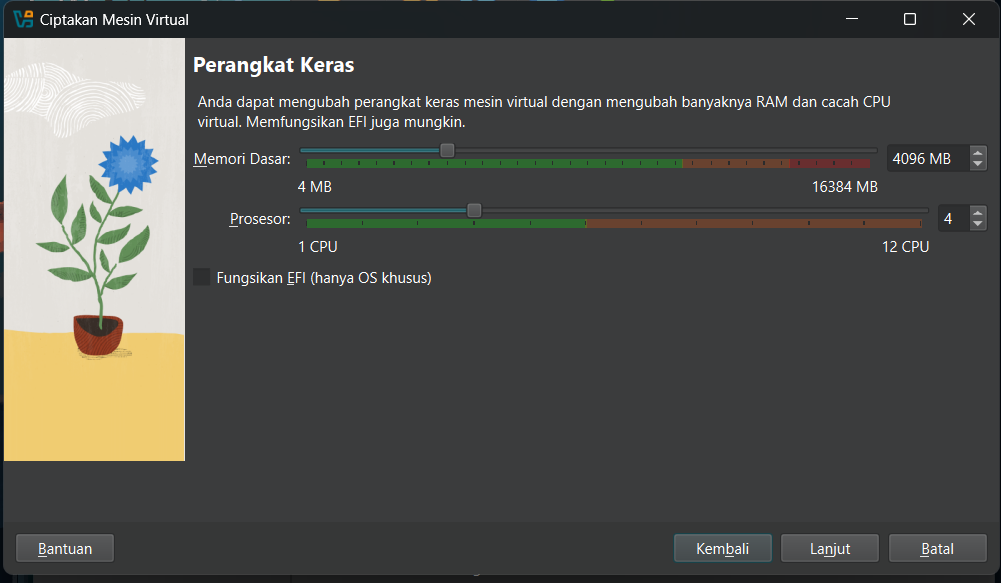 Ciptakan Mesin Virtual
Perangkat Keras
Anda dapat mengubah perangkat keras mesin virtual dengan mengubah banyaknya RAM dan cacah CPU
virtual. Memfungsikan EFI juga mungkin.
Memori Dasar:
4096 MB
4 MB
16384 MB
Prosesor:
4
1 CPU
12 CPU
Fungsikan EFI (hanya OS khusus)
Bantuan
Kembali
Lanjut
Batal